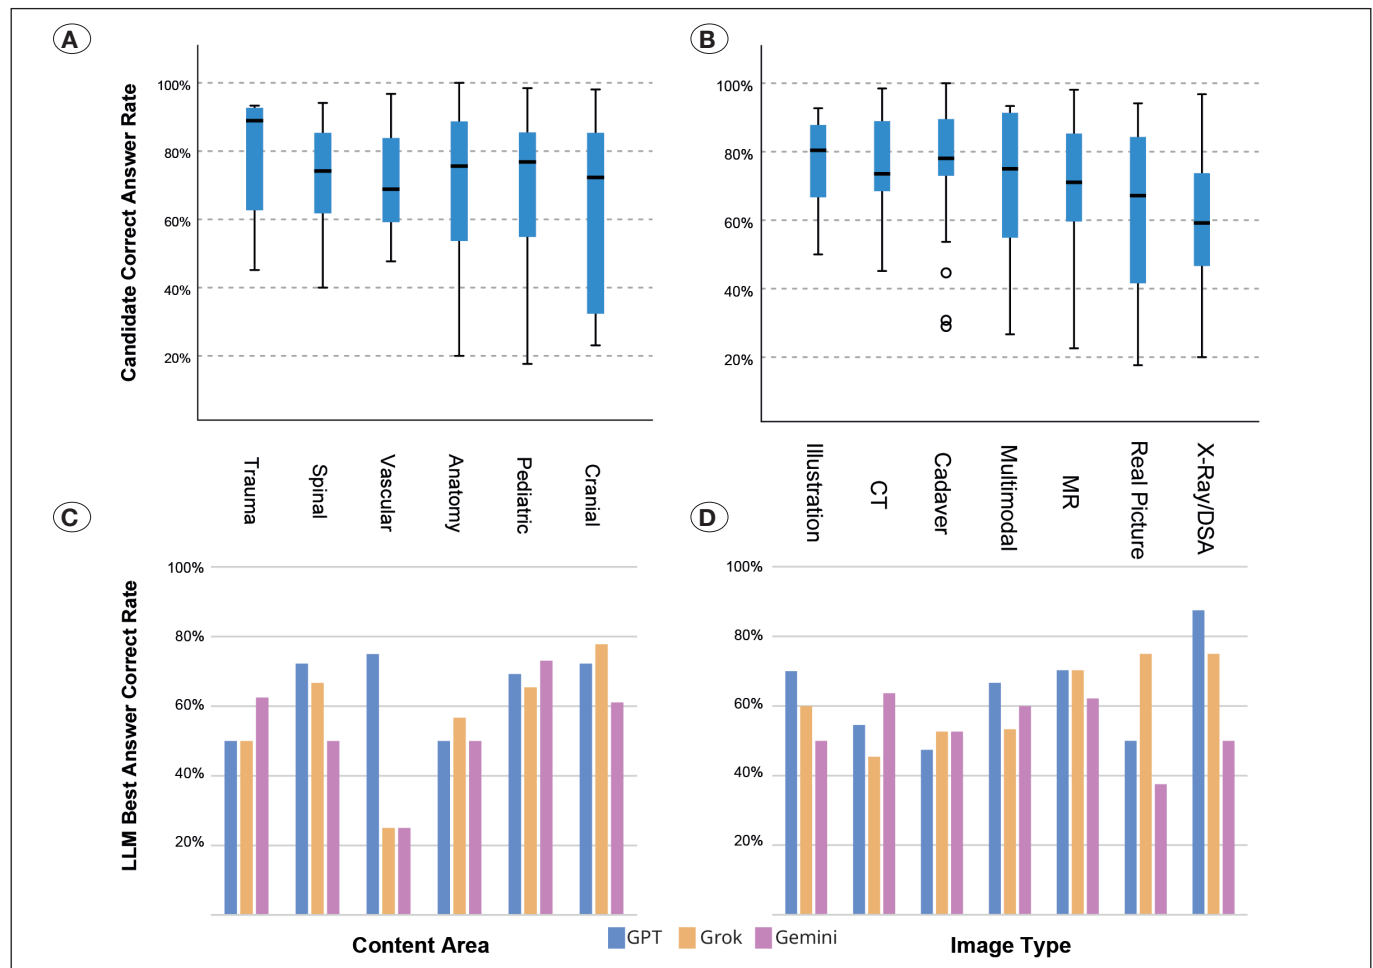 A
Candidate Correct Answer Rate
100%
80%
60%
40%
20%
Trauma
Spinal
Vascular
Anatomy
Pediatric
Cranial
B
100%
80%
60%
40%
20%
Illustration
CT
Cadaver
Multimodal
MR
Real Picture
X-Ray/DSA
C
LLM Best Answer Correct Rate
100%
80%
60%
40%
20%
Content Area
D
100%
80%
60%
40%
20%
Image Type
GPT Grok Gemini